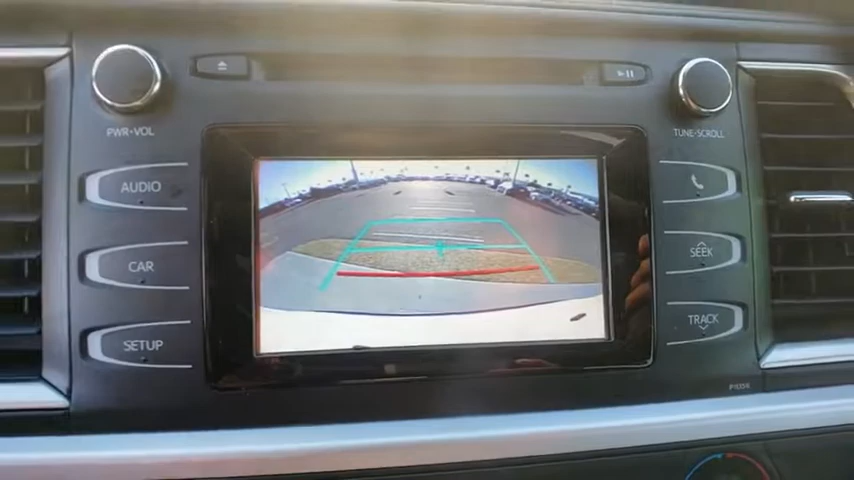 PWR•VOL
TUNE•SCROLL
AUDIO
CAR
SEEK
SETUP
TRACK